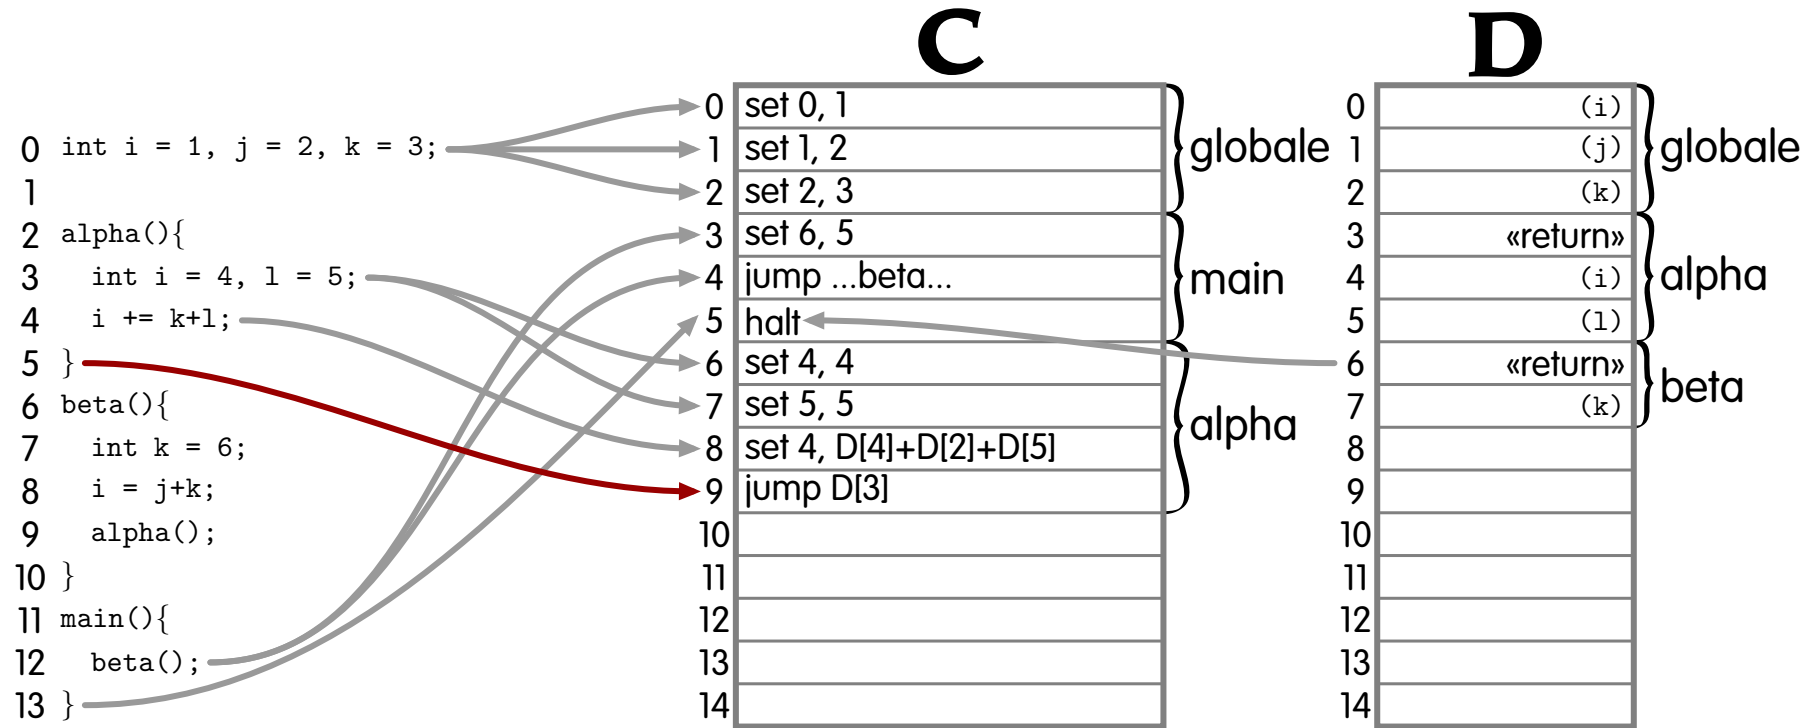 C D
0 int i = 1, j = 2, k = 3;
1
2 alpha(){
3 int i = 4, l = 5;
4 i += k+l;
5 }
6 beta(){
7 int k = 6;
8 i = j+k;
9 alpha();
10 }
11 main(){
12 beta();
13 }
0 set 0, 1
1 set 1, 2
2 set 2, 3
globale
3 set 6, 5
4 jump ...beta...
5 halt
main
6 set 4, 4
7 set 5, 5
8 set 4, D[4]+D[2]+D[5]
9 jump D[3]
alpha
10
11
12
13
14
0 (i)
1 (j)
2 (k)
globale
3 «return»
4 (i)
5 (l)
alpha
6 «return»
7 (k)
beta
8
9
10
11
12
13
14